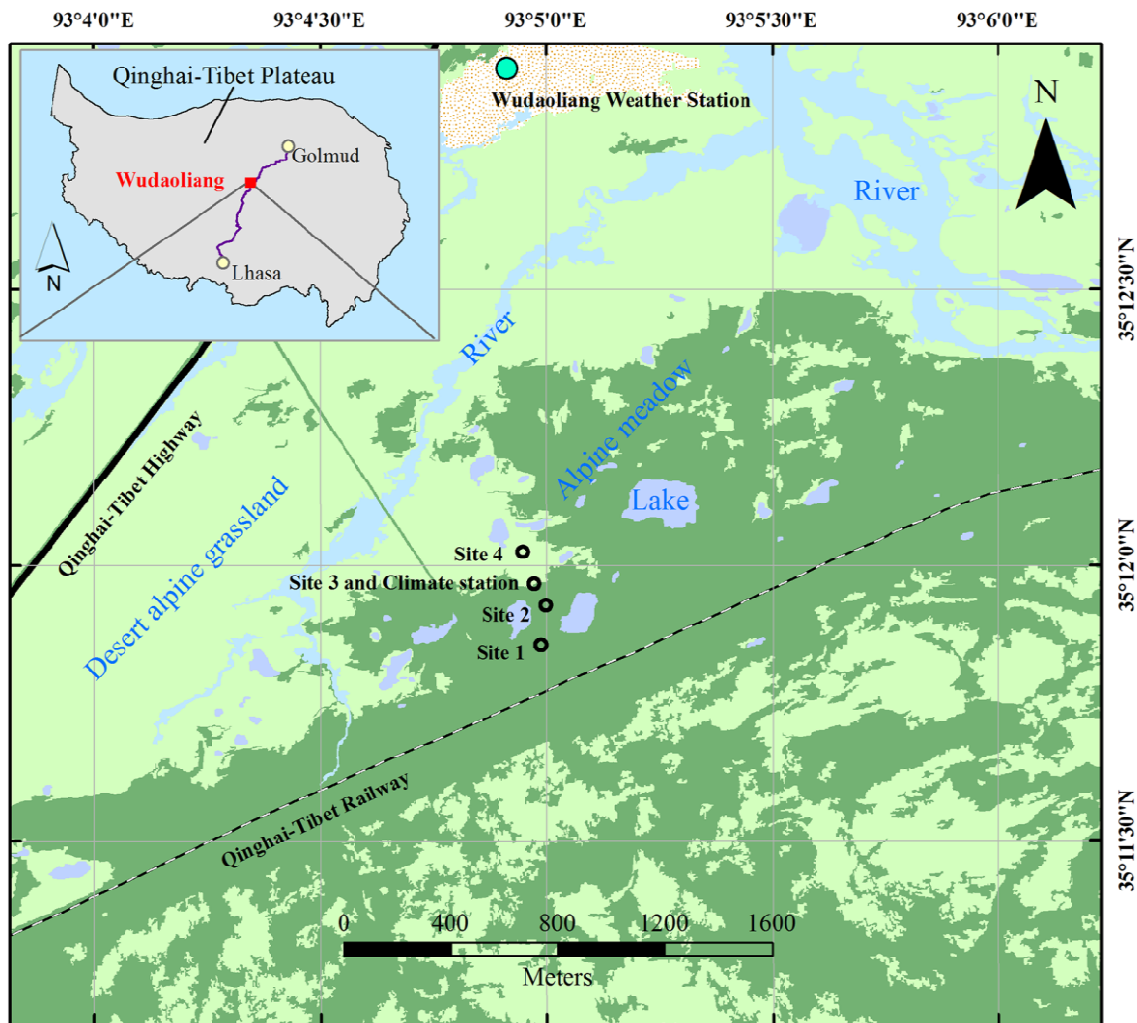 93°4'0"E 93°4'30"E 93°5'0"E 93°5'30"E 93°6'0"E
Qinghai-Tibet Plateau
Golmud
Wudaoliang
Lhasa
N
Wudaoliang Weather Station
N
River
35°12'30"N
River
Alpine meadow
Qinghai-Tibet Highway
Desert alpine grassland
Lake
Site 4
35°12'0"N
Site 3 and Climate station
Site 2
Site 1
Qinghai-Tibet Railway
35°11'30"N
0 400 800 1200 1600
Meters